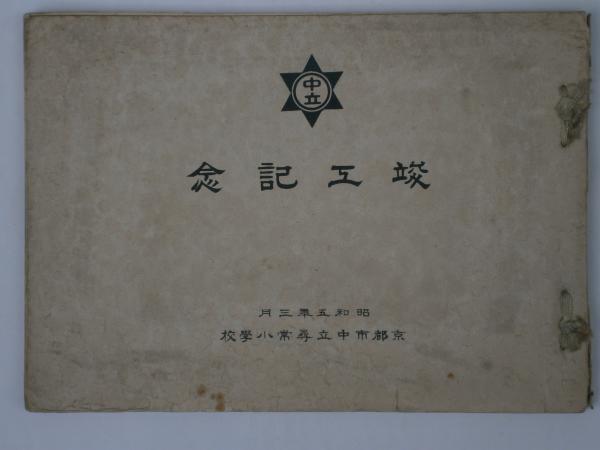 中立
竣工記念
昭和五年三月
京都市中立尋常小學校